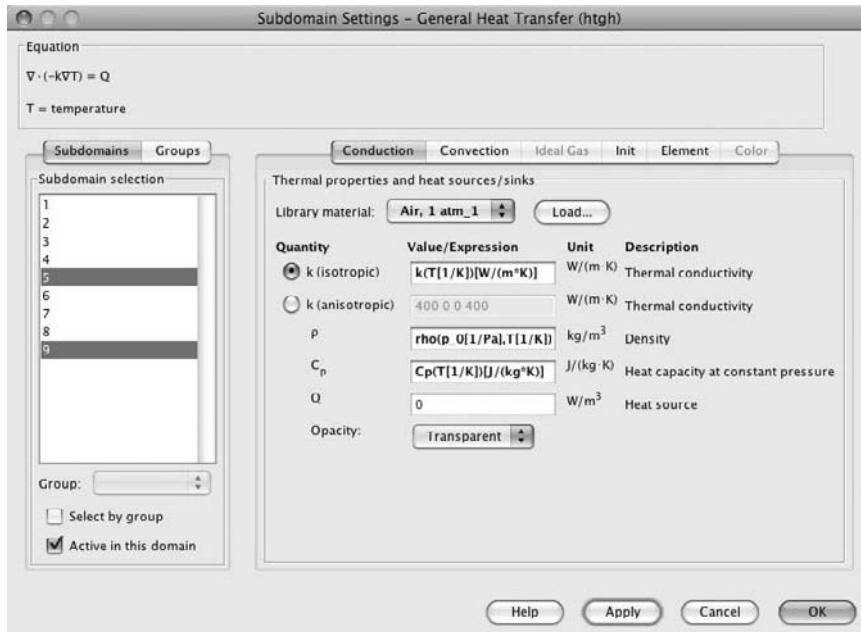 Subdomain Settings – General Heat Transfer (htgh)
Equation
∇·(-k∇T) = Q
T = temperature
Subdomains Groups
Subdomain selection
1
2
3
4
5
6
7
8
9
Group:
Select by group
Active in this domain
Conduction Convection Ideal Gas Init Element Color
Thermal properties and heat sources/sinks
Library material: Air, 1 atm_1 Load...
Quantity Value/Expression Unit Description
k (isotropic) k(T[1/K])[W/(m*K)] W/(m·K) Thermal conductivity
k (anisotropic) 400 0 0 400 W/(m·K) Thermal conductivity
ρ rho(p_0[1/Pa],T[1/K]) kg/m³ Density
Cp Cp(T[1/K])[J/(kg*K)] J/(kg·K) Heat capacity at constant pressure
Q 0 W/m³ Heat source
Opacity: Transparent
Help Apply Cancel OK